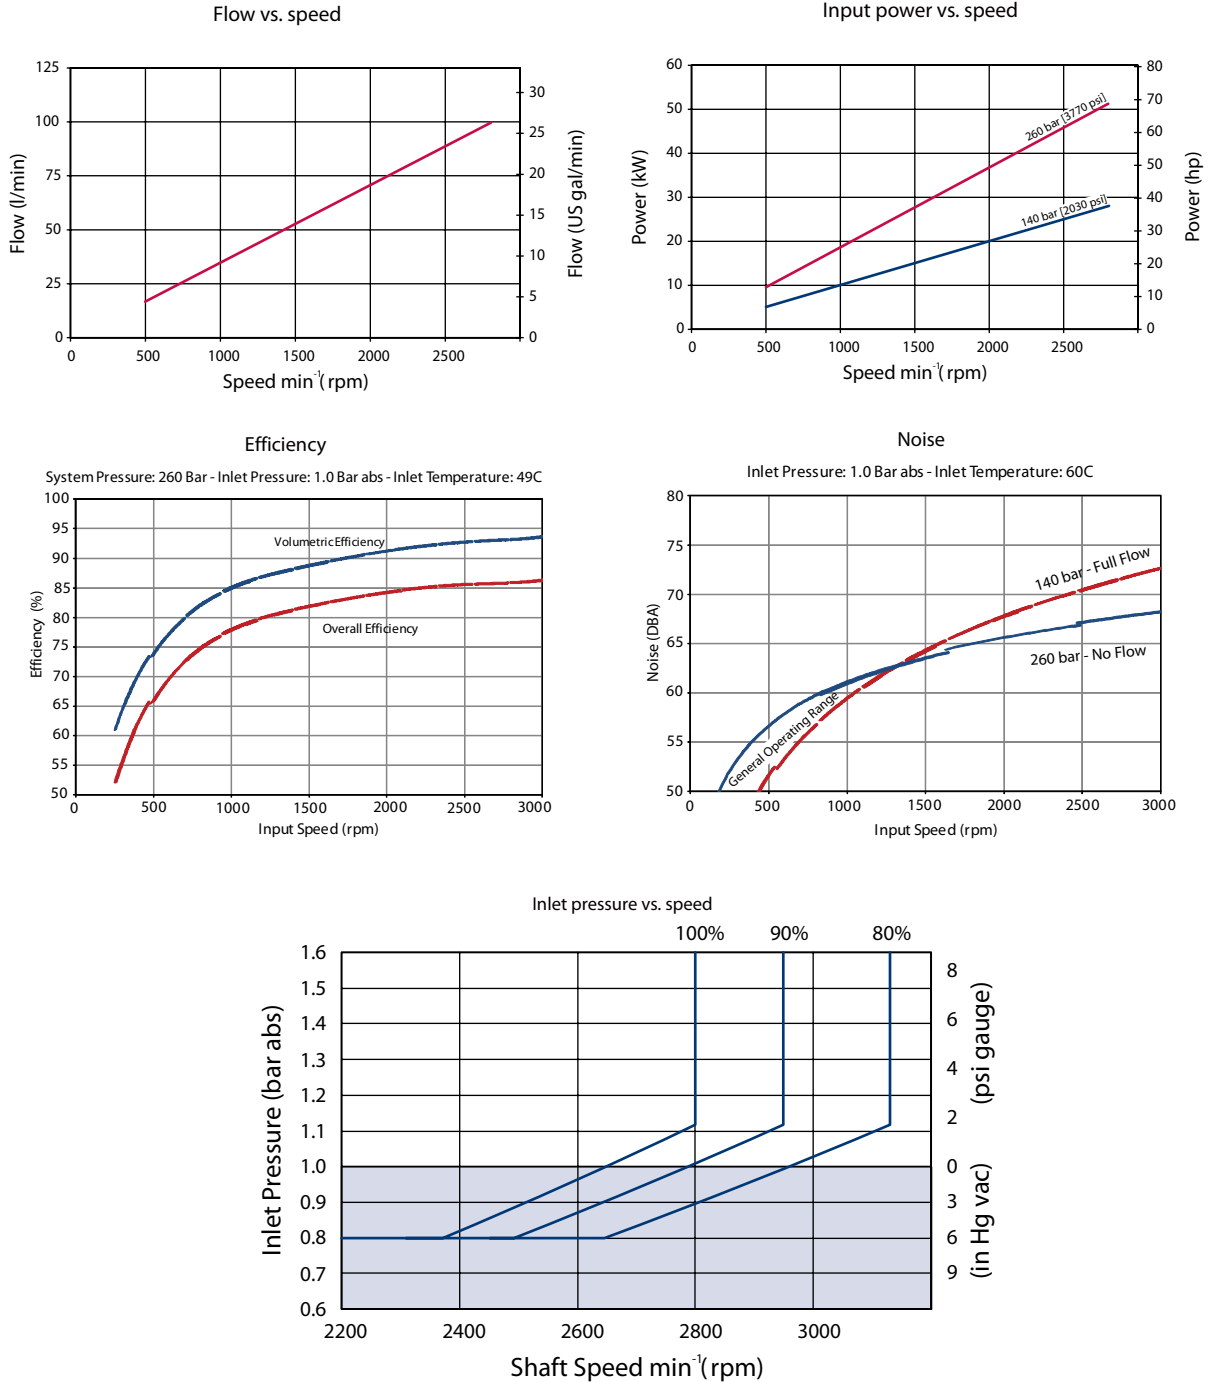 Flow vs. speed
125
100
75
50
25
0
30
25
20
15
10
5
0
0 500 1000 1500 2000 2500
Flow (l/min)
Flow (US gal/min)
Speed min⁻¹(rpm)
Input power vs. speed
60
50
40
30
20
10
0
80
70
60
50
40
30
20
10
0
260 bar [3770 psi]
140 bar [2030 psi]
0 500 1000 1500 2000 2500
Power (kW)
Power (hp)
Speed min⁻¹(rpm)
Efficiency
System Pressure: 260 Bar - Inlet Pressure: 1.0 Bar abs - Inlet Temperature: 49C
100
95
90
85
80
75
70
65
60
55
50
Volumetric Efficiency
Overall Efficiency
0 500 1000 1500 2000 2500 3000
Efficiency (%)
Input Speed (rpm)
Noise
Inlet Pressure: 1.0 Bar abs - Inlet Temperature: 60C
80
75
70
65
60
55
50
140 bar - Full Flow
260 bar - No Flow
General Operating Range
0 500 1000 1500 2000 2500 3000
Noise (DBA)
Input Speed (rpm)
Inlet pressure vs. speed
100% 90% 80%
1.6
1.5
1.4
1.3
1.2
1.1
1.0
0.9
0.8
0.7
0.6
8
6
4
2
0
3
6
9
2200 2400 2600 2800 3000
Inlet Pressure (bar abs)
(psi gauge)
(in Hg vac)
Shaft Speed min⁻¹(rpm)